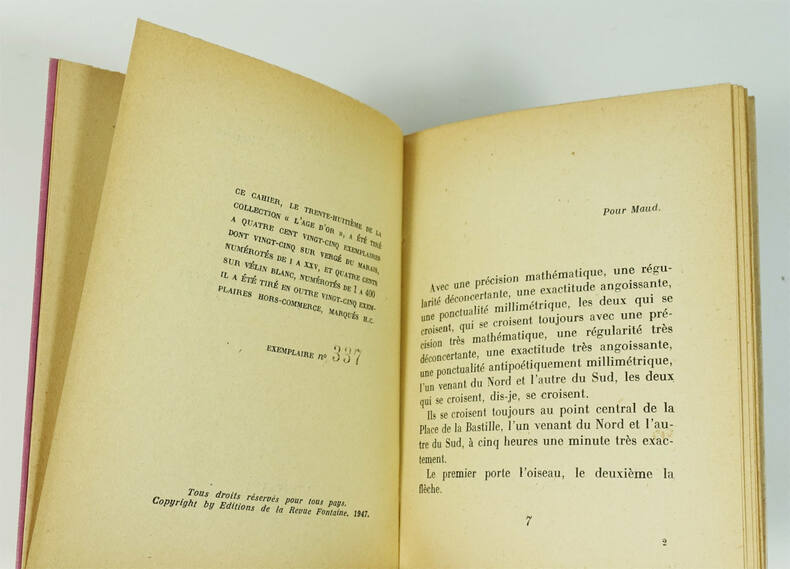 CE CAHIER, LE TRENTE-HUITIÈME DE LA
COLLECTION « L'AGE D'OR », A ÉTÉ TIRÉ
A QUATRE CENT VINGT-CINQ EXEMPLAIRES
DONT VINGT-CINQ SUR VERGÉ DU MARAIS,
NUMÉROTÉS DE I A XXV, ET QUATRE CENTS
SUR VÉLIN BLANC, NUMÉROTÉS DE 1 A 400
IL A ÉTÉ TIRÉ EN OUTRE VINGT-CINQ EXEM-
PLAIRES HORS-COMMERCE, MARQUÉS H.C.
EXEMPLAIRE Nº 337
Tous droits réservés pour tous pays.
Copyright by Editions de la Revue Fontaine. 1947.
Pour Maud.
Avec une précision mathématique, une régu-
larité déconcertante, une exactitude angoissante,
une ponctualité millimétrique, les deux qui se
croisent, qui se croisent toujours avec une pré-
cision très mathématique, une régularité très
déconcertante, une exactitude très angoissante,
une ponctualité antipoétiquement millimétrique,
l'un venant du Nord et l'autre du Sud, les deux
qui se croisent, dis-je, se croisent.
Ils se croisent toujours au point central de la
Place de la Bastille, l'un venant du Nord et l'au-
tre du Sud, à cinq heures une minute très exac-
tement.
Le premier porte l'oiseau, le deuxième la
flèche.
7
2